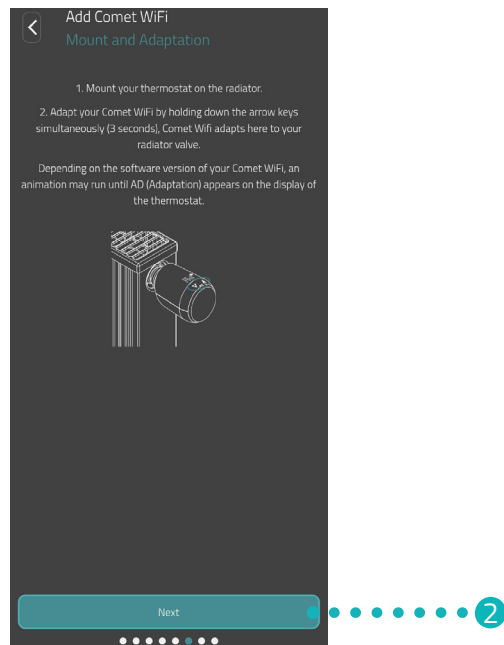 Add Comet WiFi
Mount and Adaptation
1. Mount your thermostat on the radiator.
2. Adapt your Comet WiFi by holding down the arrow keys
simultaneously (3 seconds), Comet Wifi adapts here to your
radiator valve.
Depending on the software version of your Comet WiFi, an
animation may run until AD (Adaptation) appears on the display of
the thermostat.
Next
2